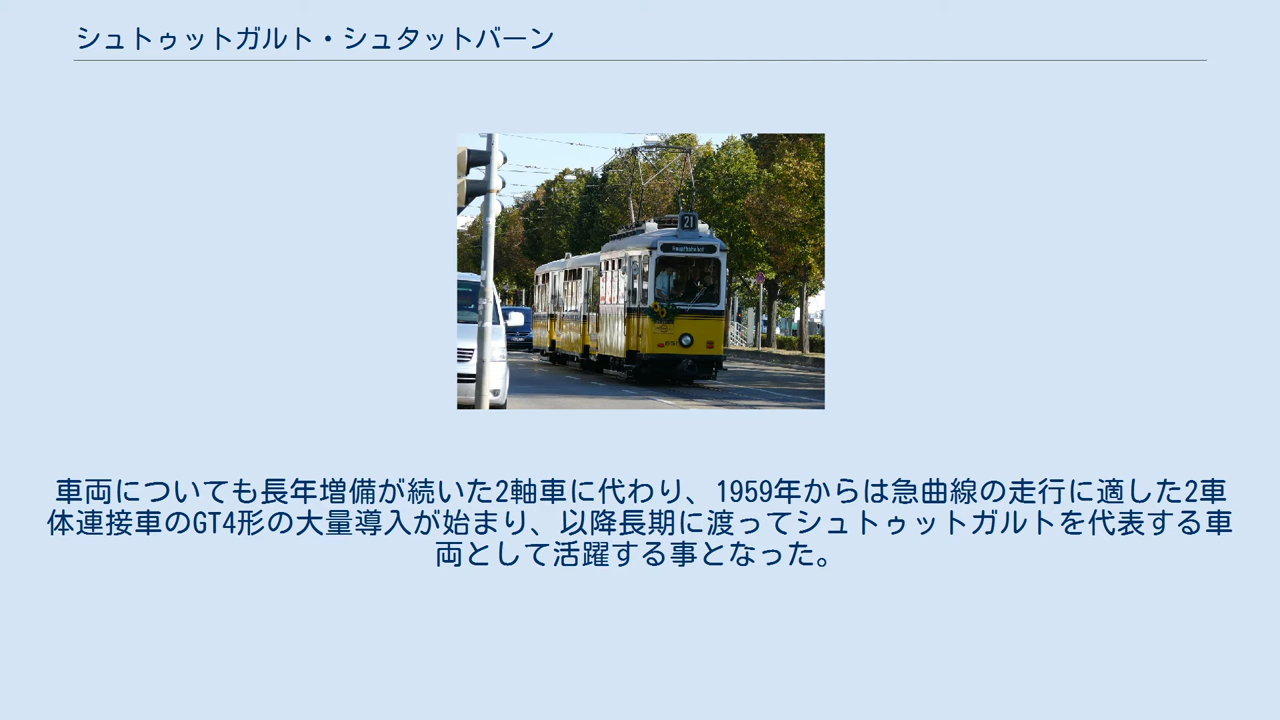 シュトゥットガルト・シュタットバーン
21
Hauptbahnhof
車両についても長年増備が続いた2軸車に代わり、1959年からは急曲線の走行に適した2車
体連接車のGT4形の大量導入が始まり、以降長期に渡ってシュトゥットガルトを代表する車
両として活躍する事となった。